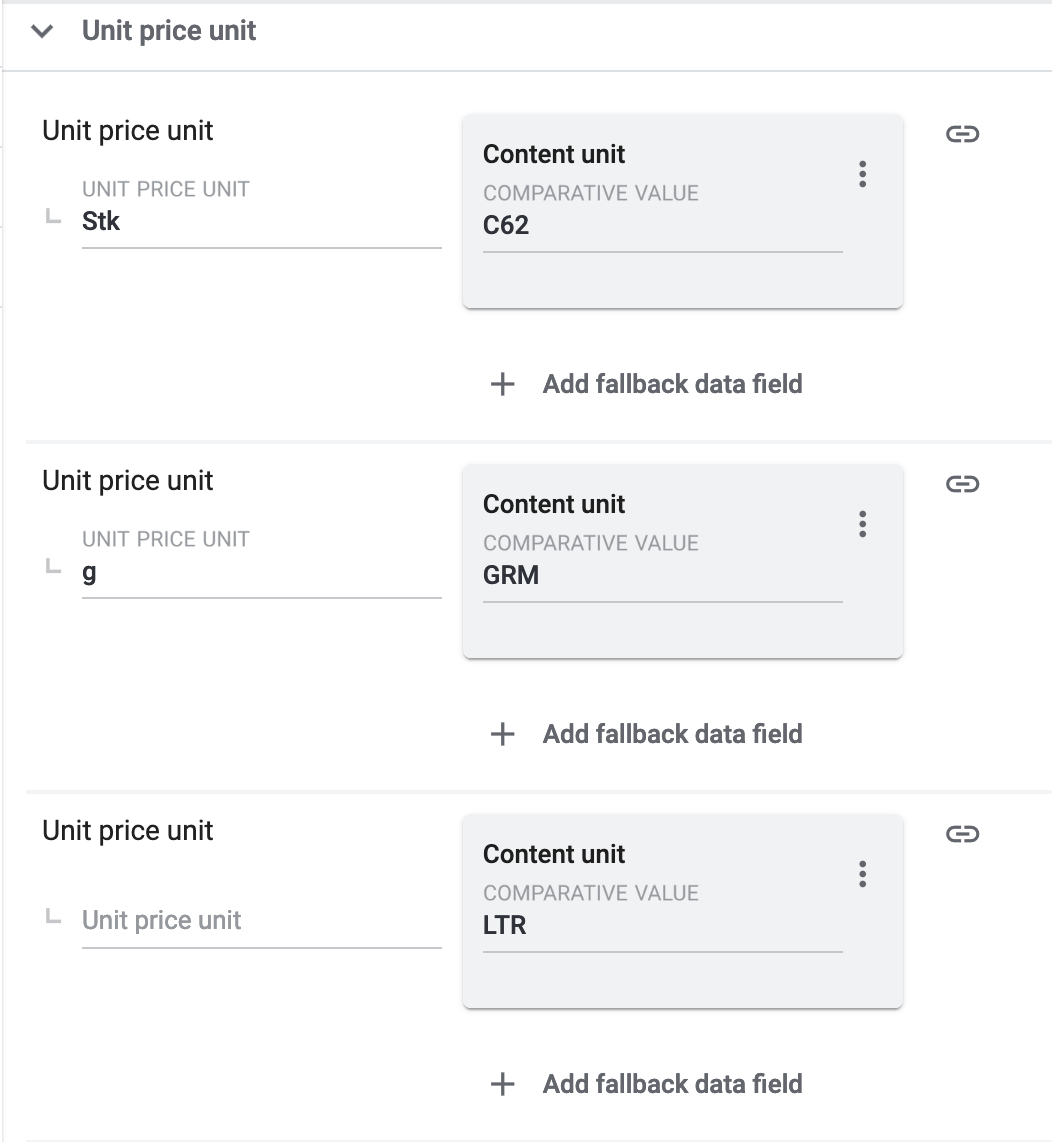 Unit price unit
Unit price unit
UNIT PRICE UNIT
Stk
Content unit
COMPARATIVE VALUE
C62
Add fallback data field
Unit price unit
UNIT PRICE UNIT
g
Content unit
COMPARATIVE VALUE
GRM
Add fallback data field
Unit price unit
Unit price unit
Content unit
COMPARATIVE VALUE
LTR
Add fallback data field